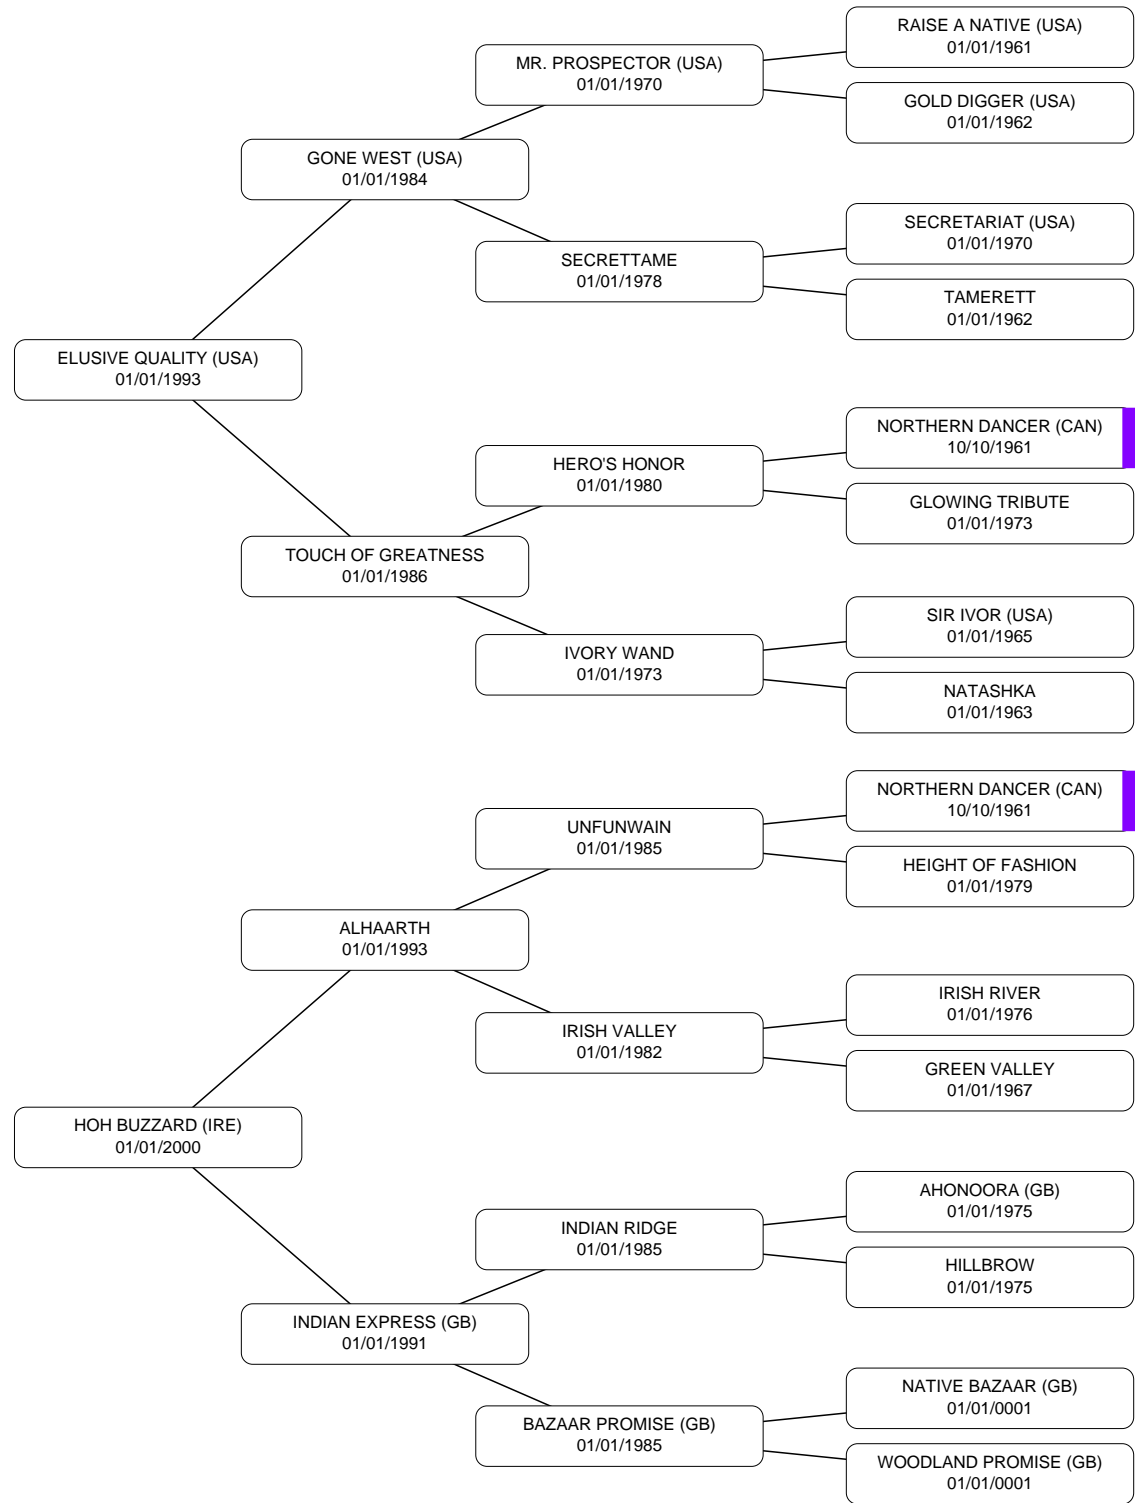 RAISE A NATIVE (USA)
01/01/1961
MR. PROSPECTOR (USA)
01/01/1970
GOLD DIGGER (USA)
01/01/1962
GONE WEST (USA)
01/01/1984
SECRETARIAT (USA)
01/01/1970
SECRETTAME
01/01/1978
TAMERETT
01/01/1962
ELUSIVE QUALITY (USA)
01/01/1993
NORTHERN DANCER (CAN)
10/10/1961
HERO'S HONOR
01/01/1980
GLOWING TRIBUTE
01/01/1973
TOUCH OF GREATNESS
01/01/1986
SIR IVOR (USA)
01/01/1965
IVORY WAND
01/01/1973
NATASHKA
01/01/1963
NORTHERN DANCER (CAN)
10/10/1961
UNFUNWAIN
01/01/1985
HEIGHT OF FASHION
01/01/1979
ALHAARTH
01/01/1993
IRISH RIVER
01/01/1976
IRISH VALLEY
01/01/1982
GREEN VALLEY
01/01/1967
HOH BUZZARD (IRE)
01/01/2000
AHONOORA (GB)
01/01/1975
INDIAN RIDGE
01/01/1985
HILLBROW
01/01/1975
INDIAN EXPRESS (GB)
01/01/1991
NATIVE BAZAAR (GB)
01/01/0001
BAZAAR PROMISE (GB)
01/01/1985
WOODLAND PROMISE (GB)
01/01/0001